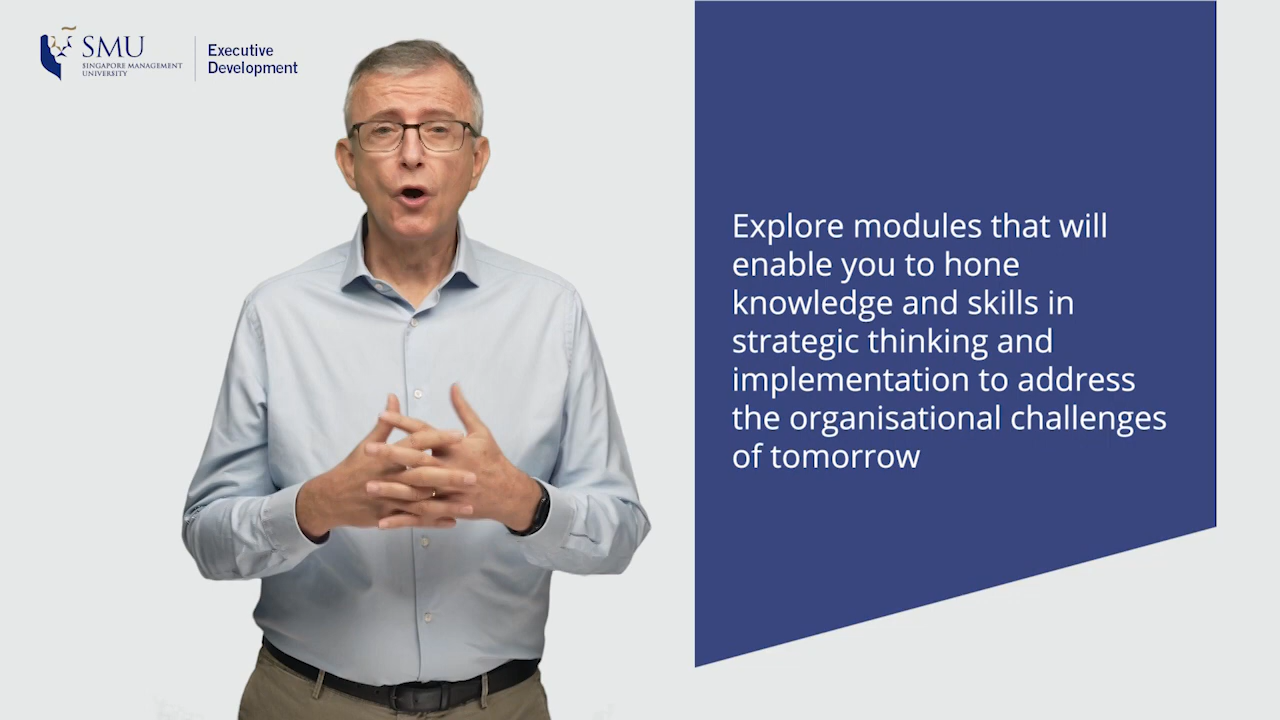 SMU
SINGAPORE MANAGEMENT
UNIVERSITY
Executive
Development
Explore modules that will
enable you to hone
knowledge and skills in
strategic thinking and
implementation to address
the organisational challenges
of tomorrow